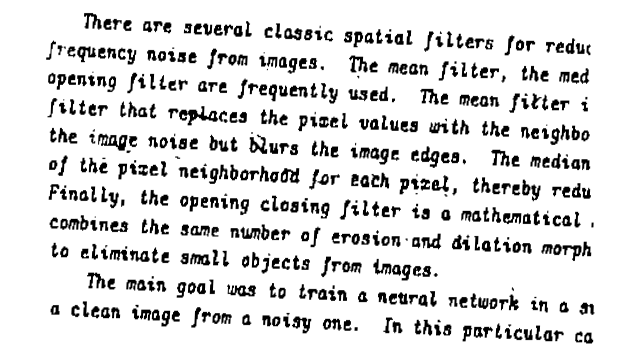 There are several classic spatial filters for reduc
frequency noise from images. The mean filter, the med
opening filter are frequently used. The mean filter i
filter that replaces the pixel values with the neighbo
the image noise but blurs the image edges. The median
of the pixel neighborhood for each pixel, thereby redu
Finally, the opening closing filter is a mathematical
combines the same number of erosion and dilation morph
to eliminate small objects from images.
The main goal was to train a neural network in a su
a clean image from a noisy one. In this particular ca